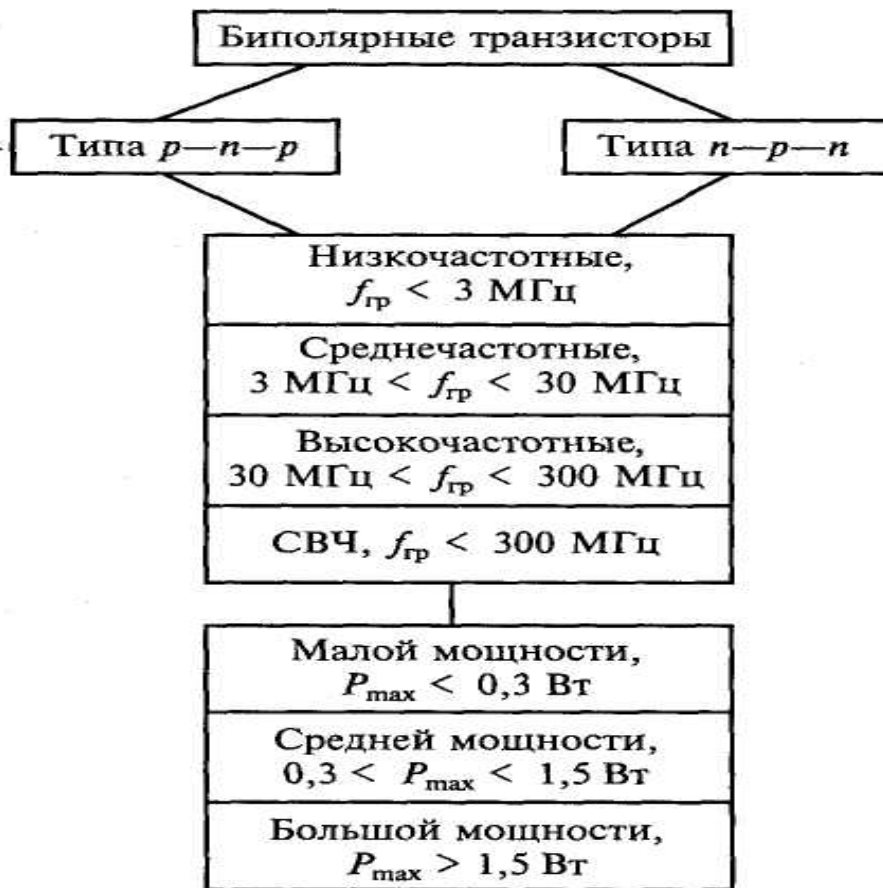 Биполярные транзисторы
Типа p—n—p
Типа n—p—n
Низкочастотные,
fгр < 3 МГц
Среднечастотные,
3 МГц < fгр < 30 МГц
Высокочастотные,
30 МГц < fгр < 300 МГц
СВЧ, fгр < 300 МГц
Малой мощности,
Pmax < 0,3 Вт
Средней мощности,
0,3 < Pmax < 1,5 Вт
Большой мощности,
Pmax > 1,5 Вт